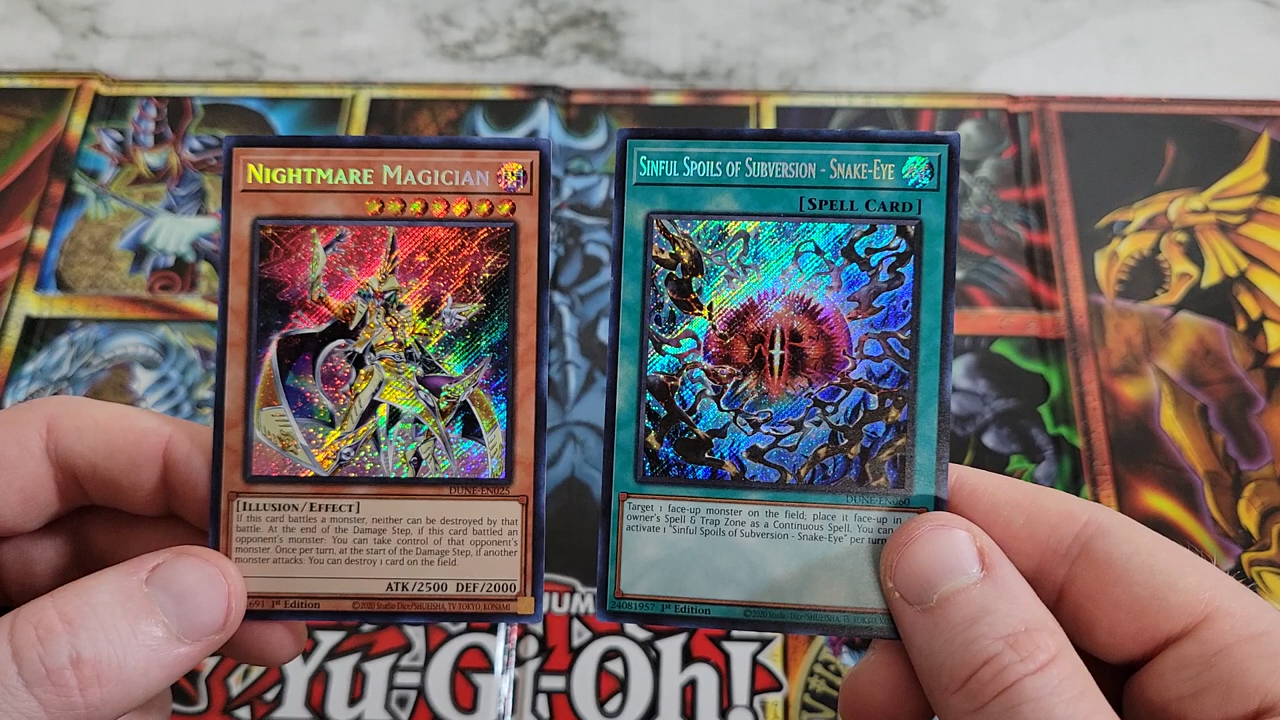 NIGHTMARE MAGICIAN
DUNE-EN025
[ILLUSION/EFFECT]
If this card battles a monster, neither can be destroyed by that
battle. At the end of the Damage Step, if this card battled an
opponent's monster: You can take control of that opponent's
monster. Once per turn, at the start of the Damage Step, if another
monster attacks: You can destroy 1 card on the field.
ATK/2500 DEF/2000
691 1st Edition ©2020 Studio Dice/SHUEISHA, TV TOKYO, KONAMI
SINFUL SPOILS OF SUBVERSION - SNAKE-EYE
[SPELL CARD]
DUNE-EN060
Target 1 face-up monster on the field; place it face-up in
owner's Spell & Trap Zone as a Continuous Spell. You can
activate 1 "Sinful Spoils of Subversion - Snake-Eye" per turn
24081957 1st Edition ©2020 Studio Dice/SHUEISHA, TV TOKYO, K
Yu-Gi-Oh!